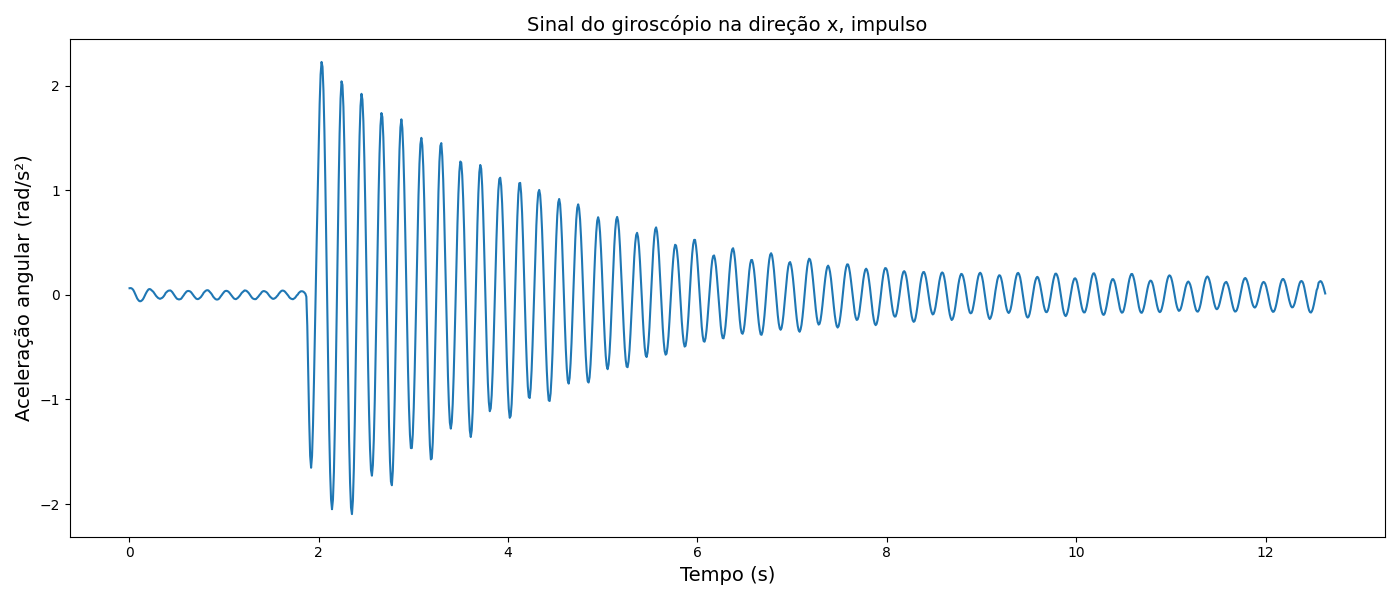 Sinal do giroscópio na direção x, impulso
Aceleração angular (rad/s²)
2
1
0
−1
−2
0 2 4 6 8 10 12
Tempo (s)